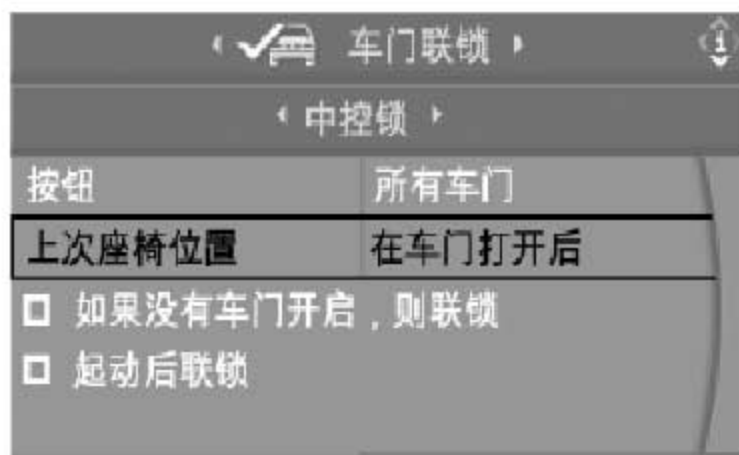 车门联锁
中控锁
按钮 所有车门
上次座椅位置 在车门打开后
如果没有车门开启，则联锁
起动后联锁